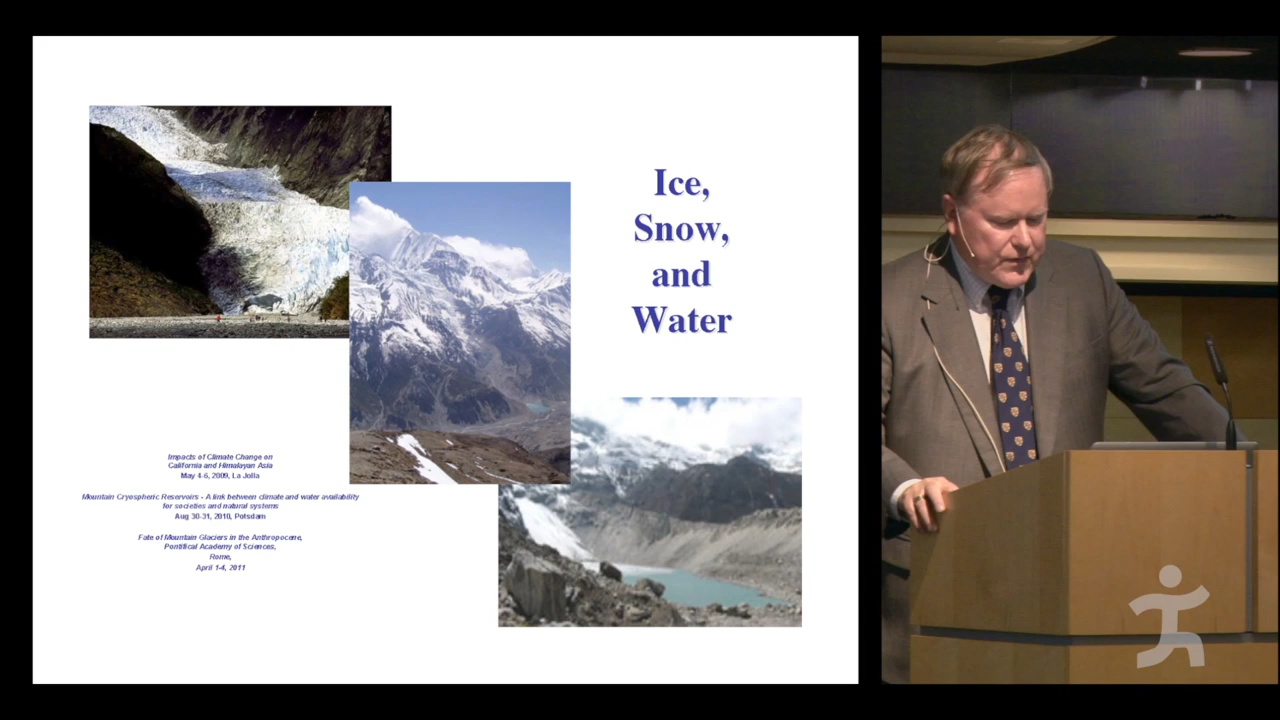 Ice,
Snow,
and
Water
Impacts of Climate Change on
California and Himalayan Asia
May 4-6, 2009, La Jolla
Mountain Cryospheric Reservoirs - A link between climate and water availability
for societies and natural systems
Aug 30-31, 2010, Potsdam
Fate of Mountain Glaciers in the Anthropocene,
Pontifical Academy of Sciences,
Rome,
April 1-4, 2011